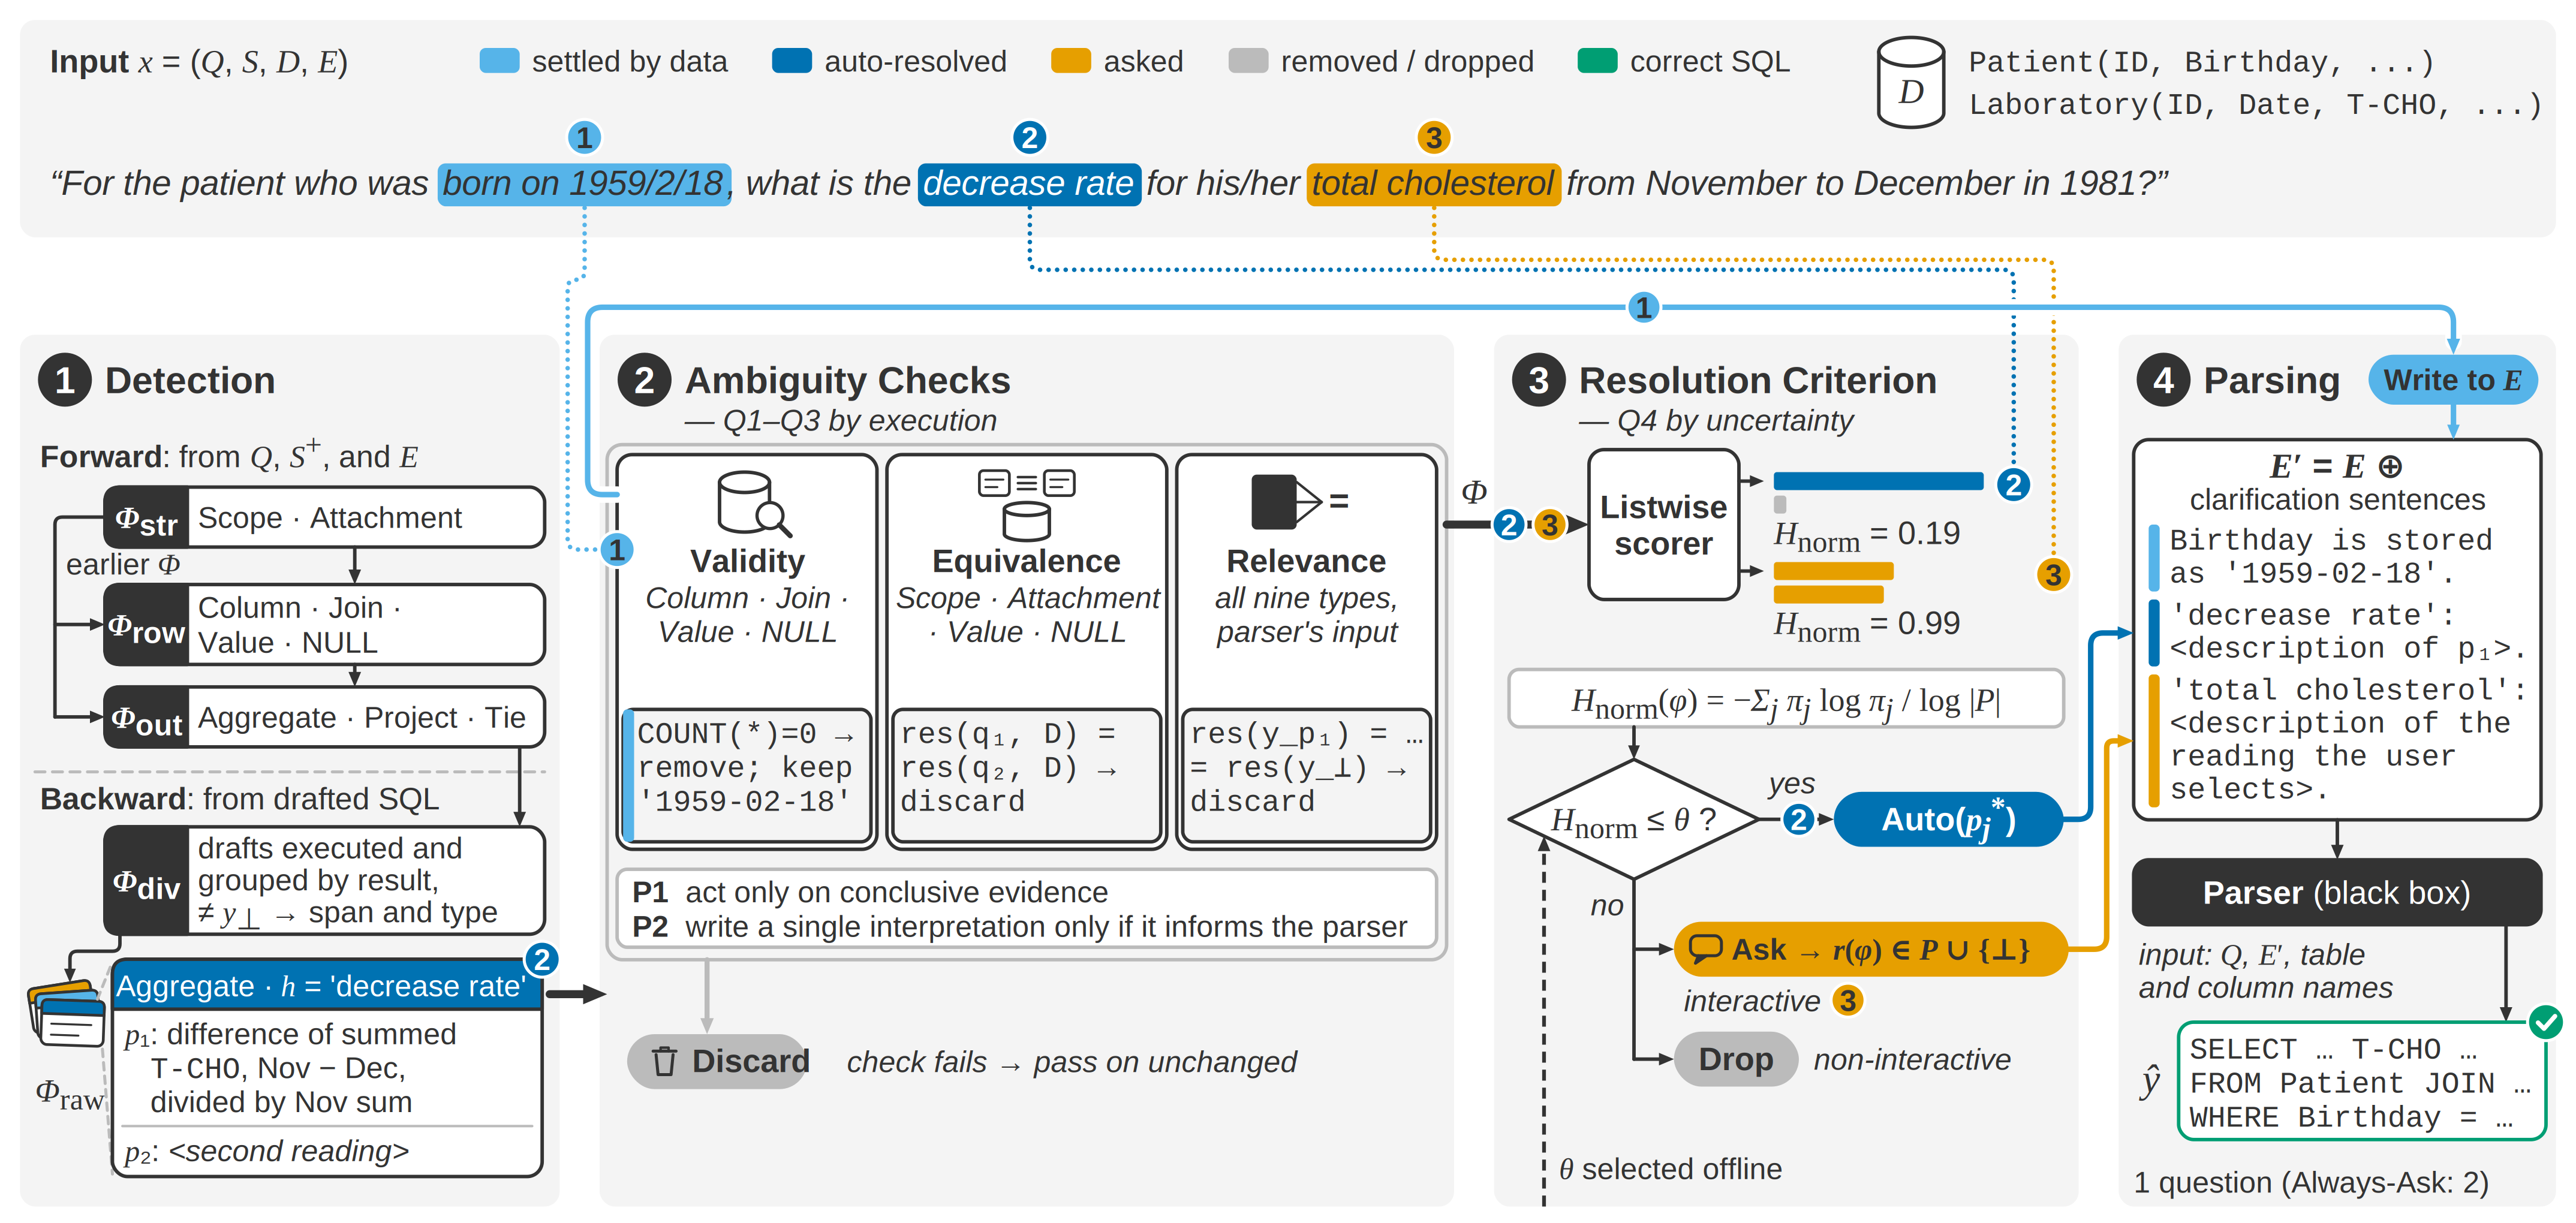 Input x = (Q, S, D, E)
settled by data
auto-resolved
asked
removed / dropped
correct SQL
D
Patient(ID, Birthday, ...)
Laboratory(ID, Date, T-CHO, ...)
1
2
3
“For the patient who was born on 1959/2/18, what is the decrease rate for his/her total cholesterol from November to December in 1981?”
1
1 Detection
Forward: from Q, S⁺, and E
Φstr
Scope · Attachment
earlier Φ
Φrow
Column · Join ·
Value · NULL
Φout
Aggregate · Project · Tie
Backward: from drafted SQL
Φdiv
drafts executed and
grouped by result,
≠ y⊥ → span and type
2
Aggregate · h = 'decrease rate'
p₁: difference of summed
T-CHO, Nov − Dec,
divided by Nov sum
p₂: <second reading>
Φraw
2 Ambiguity Checks
— Q1–Q3 by execution
1
Validity
Column · Join ·
Value · NULL
COUNT(*)=0 →
remove; keep
'1959-02-18'
Equivalence
Scope · Attachment
· Value · NULL
res(q₁, D) =
res(q₂, D) →
discard
=
Relevance
all nine types,
parser's input
res(y_p₁) = …
= res(y_⊥) →
discard
P1 act only on conclusive evidence
P2 write a single interpretation only if it informs the parser
Discard
check fails → pass on unchanged
Φ
2 3
3 Resolution Criterion
— Q4 by uncertainty
Listwise
scorer
2
Hnorm = 0.19
3
Hnorm = 0.99
Hnorm(φ) = −Σj πj log πj / log |P|
Hnorm ≤ θ ?
yes
2
Auto(pj*)
no
Ask → r(φ) ∈ P ∪ {⊥}
interactive 3
Drop
non-interactive
θ selected offline
4 Parsing
Write to E
E′ = E ⊕
clarification sentences
Birthday is stored
as '1959-02-18'.
'decrease rate':
<description of p₁>.
'total cholesterol':
<description of the
reading the user
selects>.
Parser (black box)
input: Q, E′, table
and column names
ŷ
SELECT … T-CHO …
FROM Patient JOIN …
WHERE Birthday = …
1 question (Always-Ask: 2)